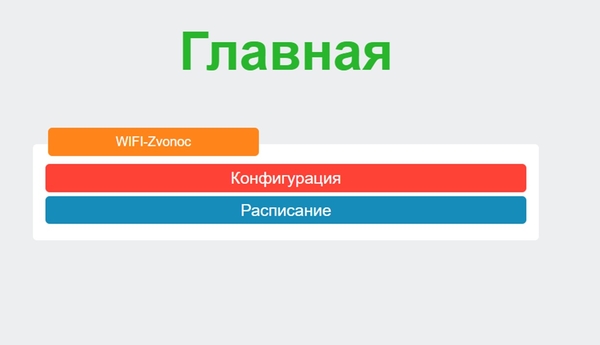 Главная
WIFI-Zvonoc
Конфигурация
Расписание